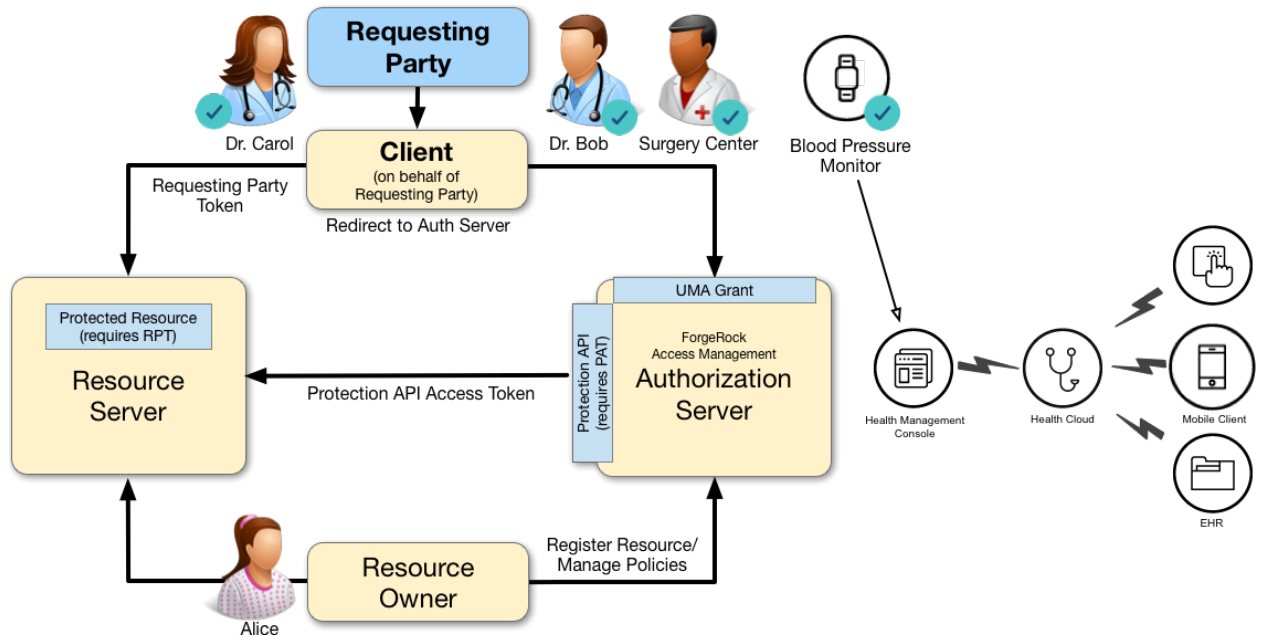 Requesting
Party
Dr. Carol
Dr. Bob
Surgery Center
Blood Pressure
Monitor
Client
(on behalf of
Requesting Party)
Requesting Party
Token
Redirect to Auth Server
UMA Grant
Protected Resource
(requires RPT)
Resource
Server
Protection API Access Token
Protection API
(requires PAT)
ForgeRock
Access Management
Authorization
Server
Health Management
Console
Health Cloud
Mobile Client
EHR
Register Resource/
Manage Policies
Resource
Owner
Alice